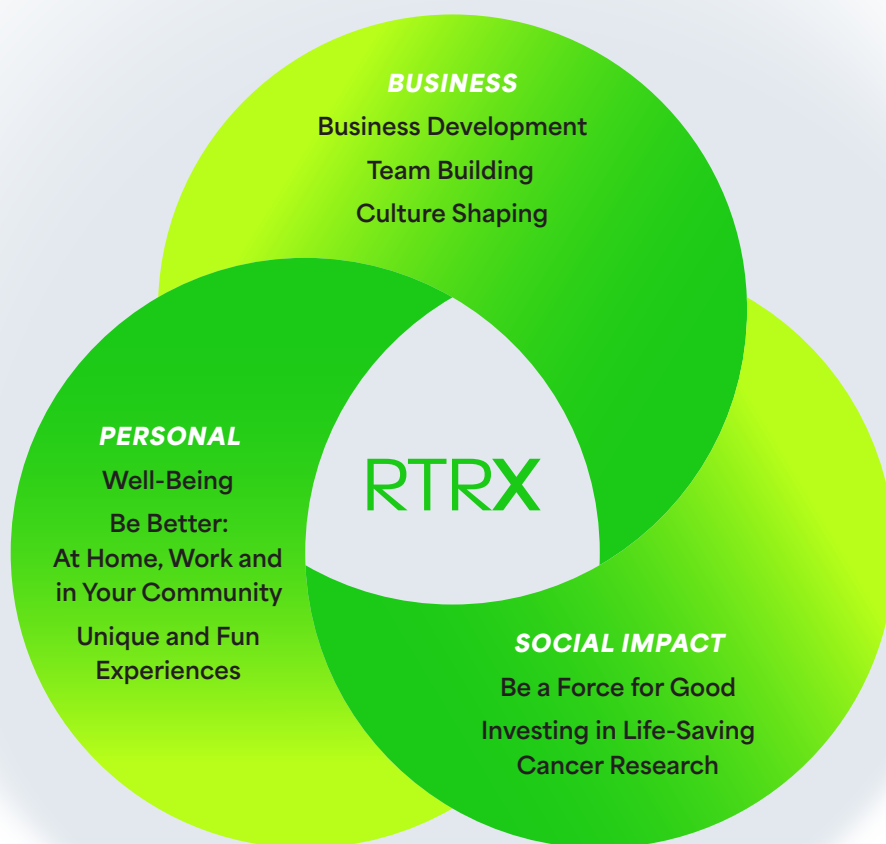 BUSINESS
Business Development
Team Building
Culture Shaping
PERSONAL
Well-Being
Be Better:
At Home, Work and
in Your Community
Unique and Fun
Experiences
RTRX
SOCIAL IMPACT
Be a Force for Good
Investing in Life-Saving
Cancer Research